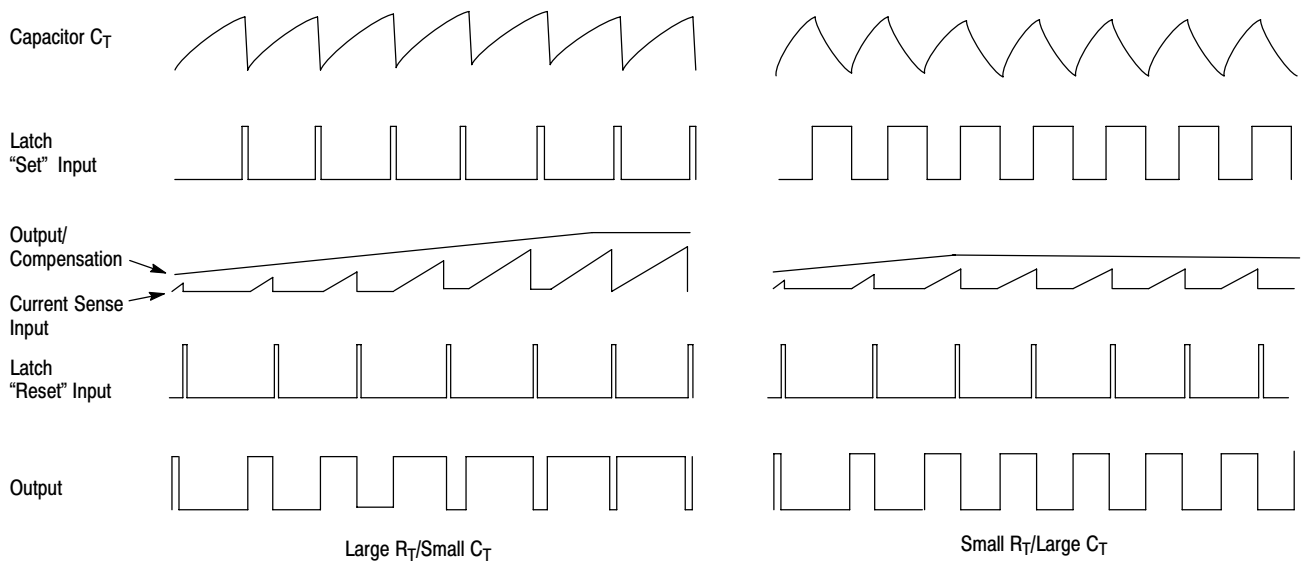 Capacitor CT
Latch
“Set” Input
Output/
Compensation
Current Sense
Input
Latch
“Reset” Input
Output
Large RT/Small CT
Small RT/Large CT